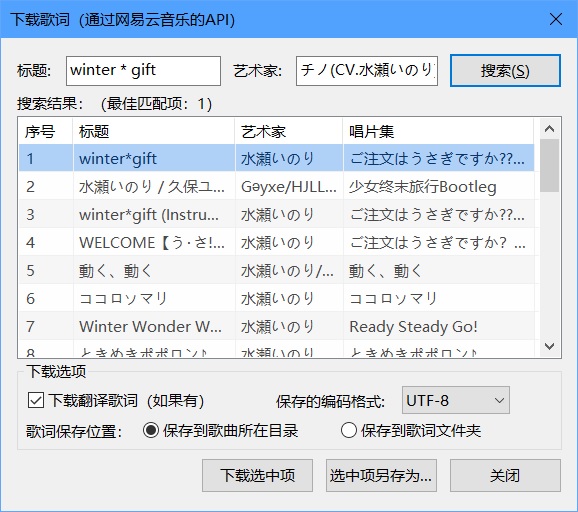 下载歌词（通过网易云音乐的API）
标题： winter * gift 艺术家： チノ(CV.水瀬いのり 搜索(S)
搜索结果：（最佳匹配项：1）
序号 标题 艺术家 唱片集
1 winter*gift 水瀬いのり ご注文はうさぎですか??...
2 水瀬いのり / 久保ユ... Gəyxe/HJLL... 少女终末旅行Bootleg
3 winter*gift (Instru... 水瀬いのり ご注文はうさぎですか??...
4 WELCOME【う·さ!... 水瀬いのり ご注文はうさぎですか？...
5 動く、動く 水瀬いのり/... 動く、動く
6 ココロソマリ 水瀬いのり ココロソマリ
7 Winter Wonder W... 水瀬いのり Ready Steady Go!
8 ときめきポポロン♪ 水瀬いのり ときめきポポロン♪
下载选项
下载翻译歌词（如果有） 保存的编码格式： UTF-8
歌词保存位置： 保存到歌曲所在目录 保存到歌词文件夹
下载选中项 选中项另存为... 关闭